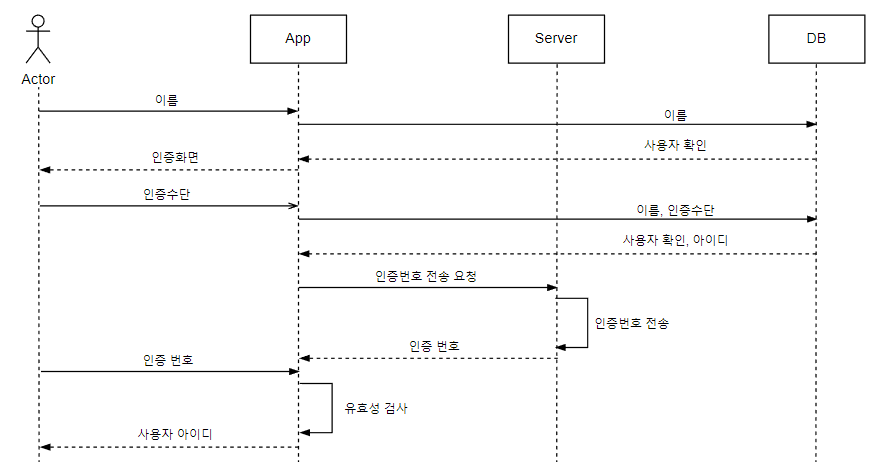 App
Server
DB
Actor
이름
이름
사용자 확인
인증화면
인증수단
이름, 인증수단
사용자 확인, 아이디
인증번호 전송 요청
인증번호 전송
인증 번호
인증 번호
유효성 검사
사용자 아이디